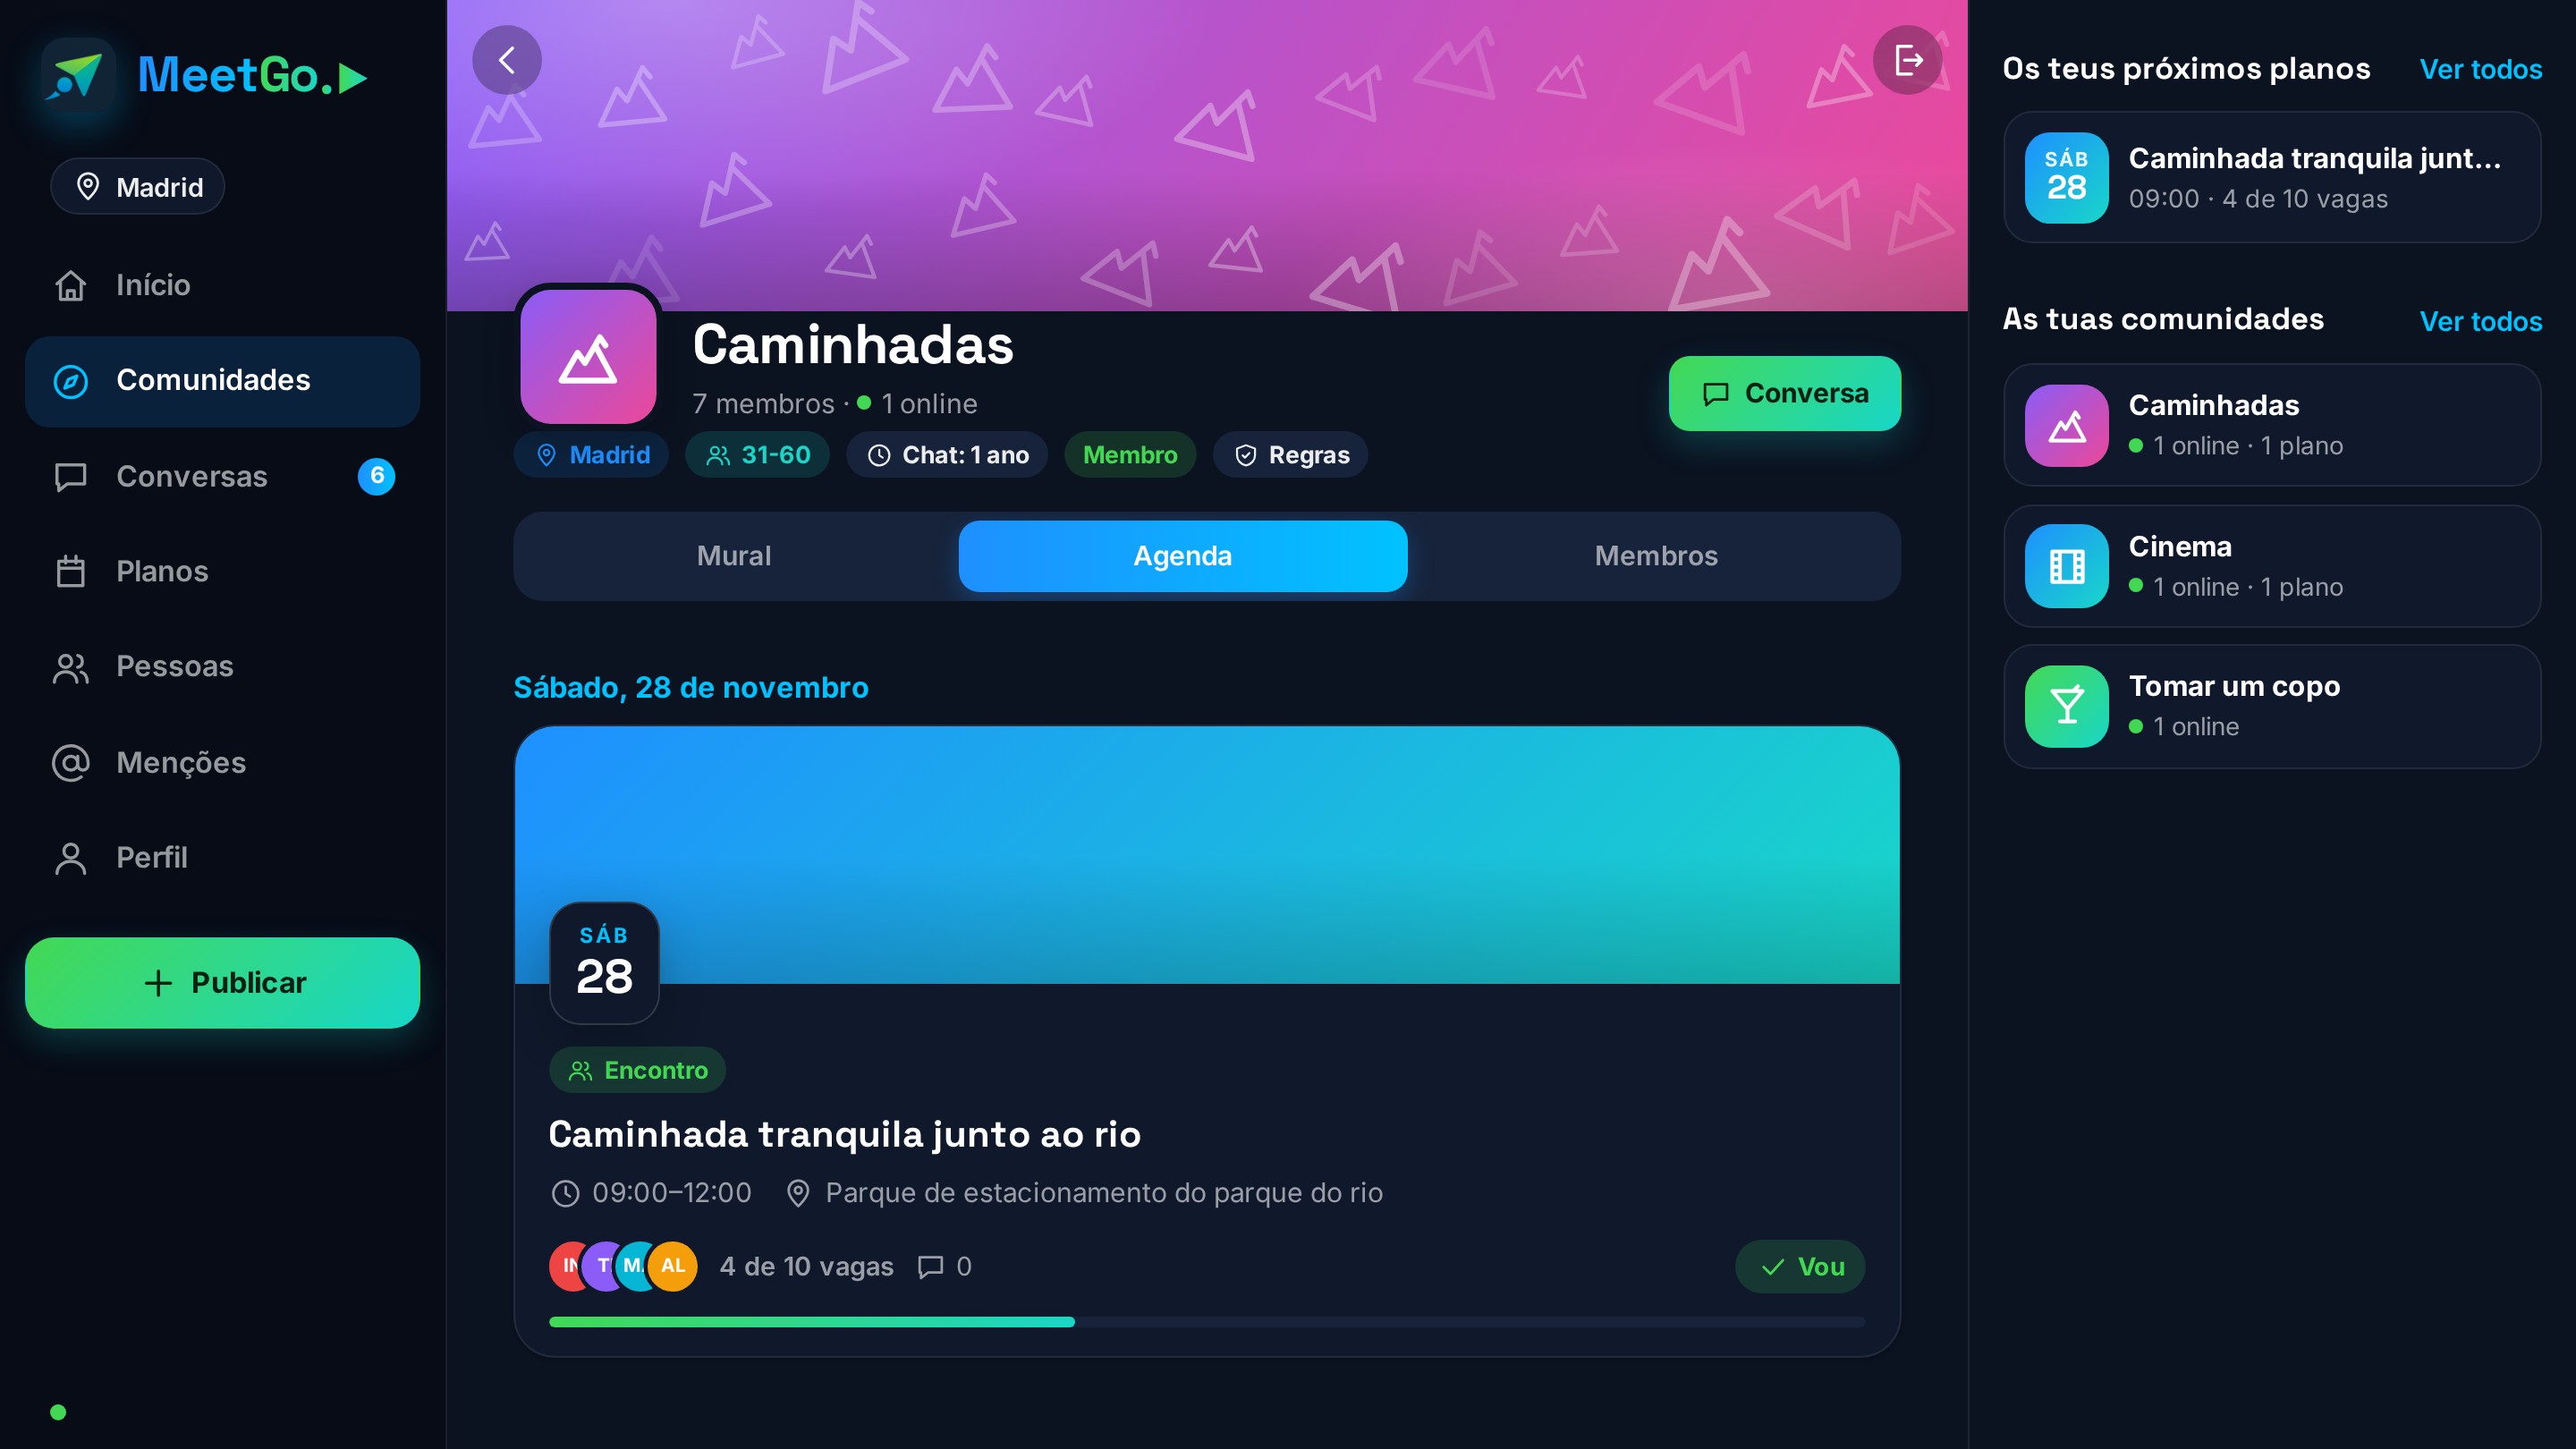 MeetGo.
Madrid
Início
Comunidades
Conversas 6
Planos
Pessoas
Menções
Perfil
Publicar
Caminhadas
7 membros · 1 online
Conversa
Madrid 31-60 Chat: 1 ano Membro Regras
Mural Agenda Membros
Sábado, 28 de novembro
SÁB
28
Encontro
Caminhada tranquila junto ao rio
09:00–12:00 Parque de estacionamento do parque do rio
AL 4 de 10 vagas 0 Vou
Os teus próximos planos Ver todos
SÁB
28
Caminhada tranquila junt...
09:00 · 4 de 10 vagas
As tuas comunidades Ver todos
Caminhadas
1 online · 1 plano
Cinema
1 online · 1 plano
Tomar um copo
1 online